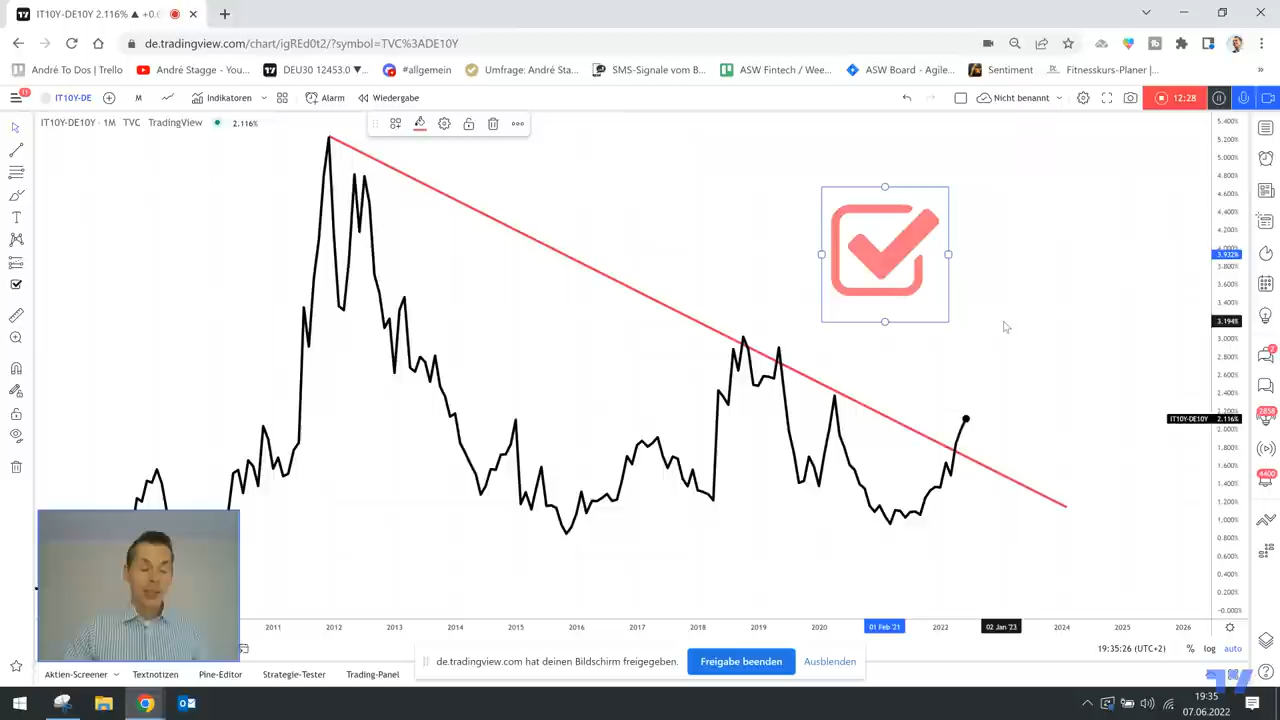 IT10Y-DE10Y 2.116% ▲ +0.6
de.tradingview.com/chart/igREd0t2/?symbol=TVC%3ADE10Y
André To Dos | Trello
André Stagge - You...
DEU30 12453.0 ▼...
#allgemein
Umfrage: André Sta...
SMS-Signale vom B...
ASW Fintech / Wee...
ASW Board - Agile...
Sentiment
Fitnesskurs-Planer |...
»
11
IT10Y-DE
M
Indikatoren
Alarm
Wiedergabe
Nicht benannt
12:28
IT10Y-DE10Y · 1M TVC TradingView
2.116%
5.400%
5.200%
5.000%
4.800%
4.600%
4.400%
4.200%
4.000%
3.932%
3.800%
3.600%
3.400%
3.194%
3.000%
2.800%
2.600%
2.400%
2.200%
IT10Y-DE10Y 2.116%
2.000%
1.800%
1.600%
1.400%
1.200%
1.000%
0.800%
0.600%
0.400%
0.200%
-0.000%
2
2858
4400
2011
2012
2013
2014
2015
2016
2017
2018
2019
2020
01 Feb '21
2022
02 Jan '23
2024
2025
2026
19:35:26 (UTC+2)
%
log
auto
de.tradingview.com hat deinen Bildschirm freigegeben.
Freigabe beenden
Ausblenden
Aktien-Screener
Textnotizen
Pine-Editor
Strategie-Tester
Trading-Panel
19:35
07.06.2022